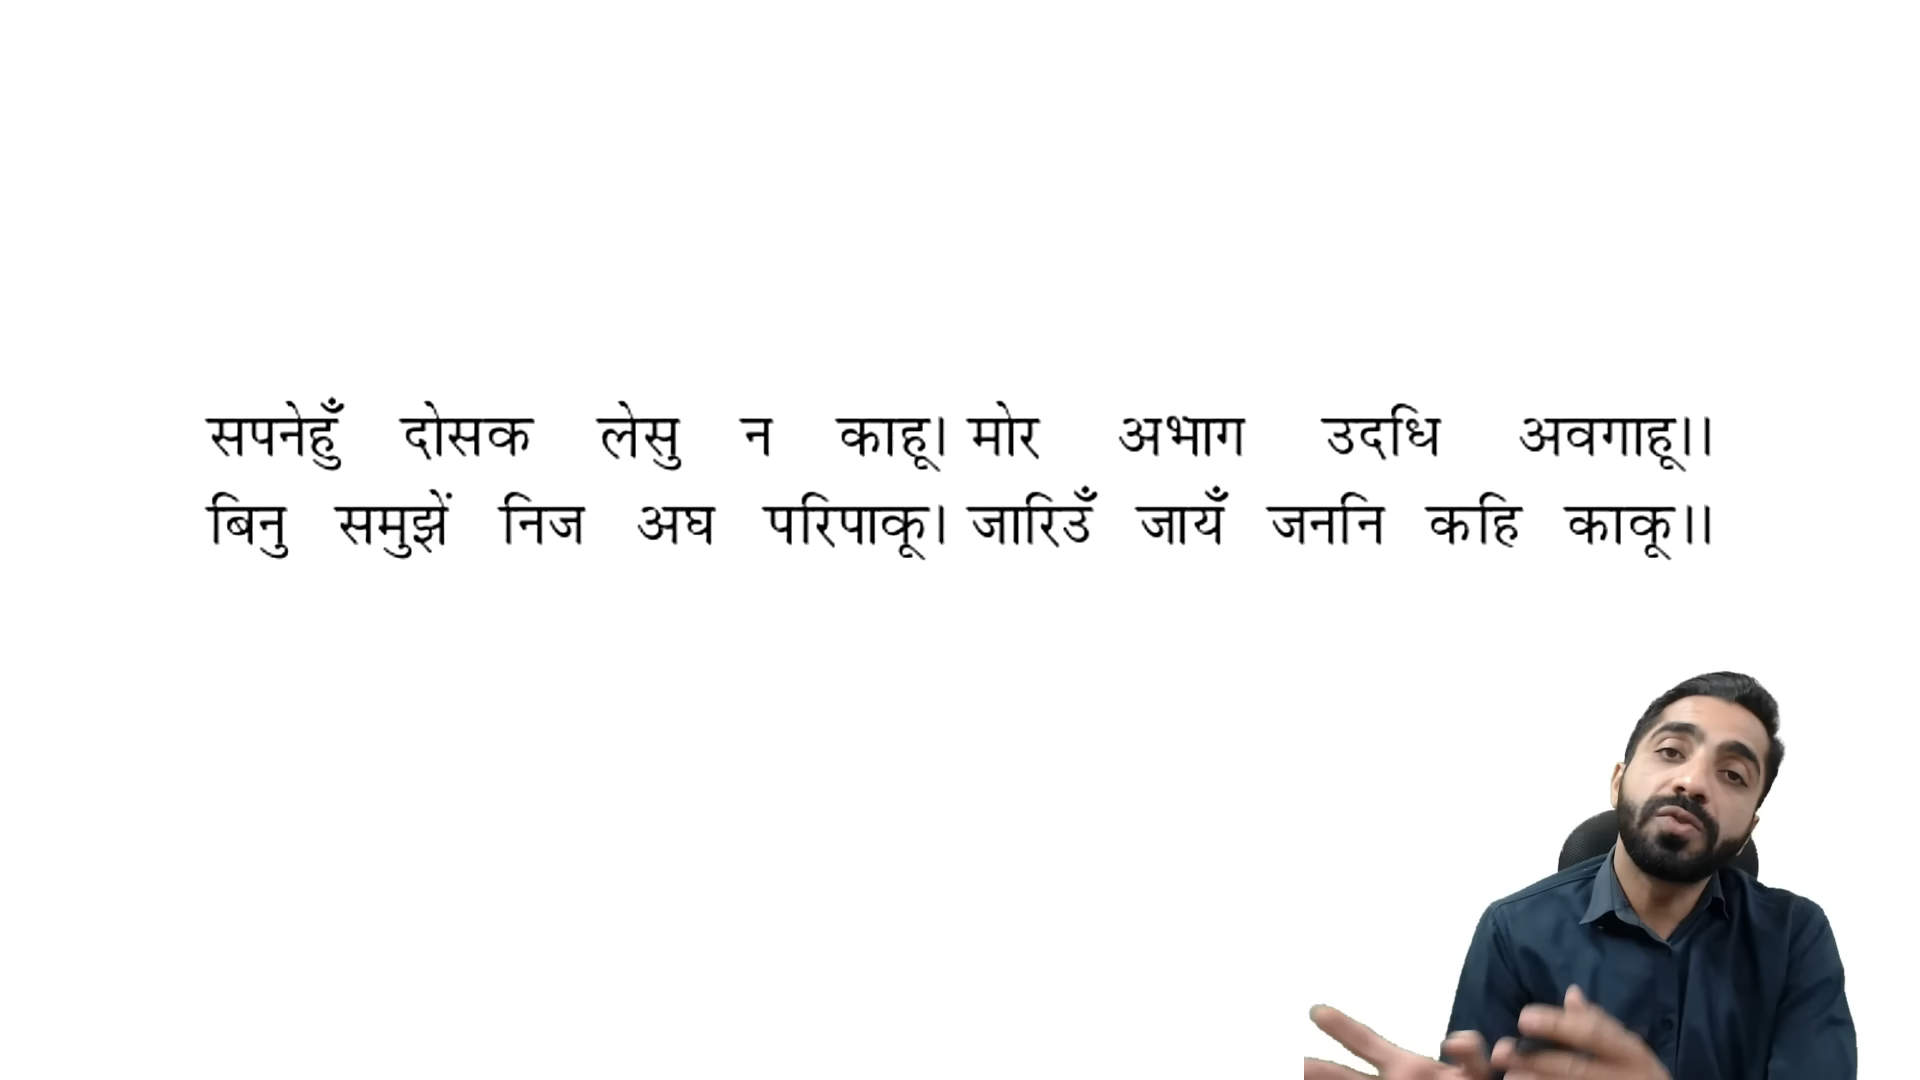 सपनेहुँ दोसक लेसु न काहू। मोर अभाग उदधि अवगाहू।।
बिनु समुझें निज अघ परिपाकू। जारिउँ जायँ जननि कहि काकू।।